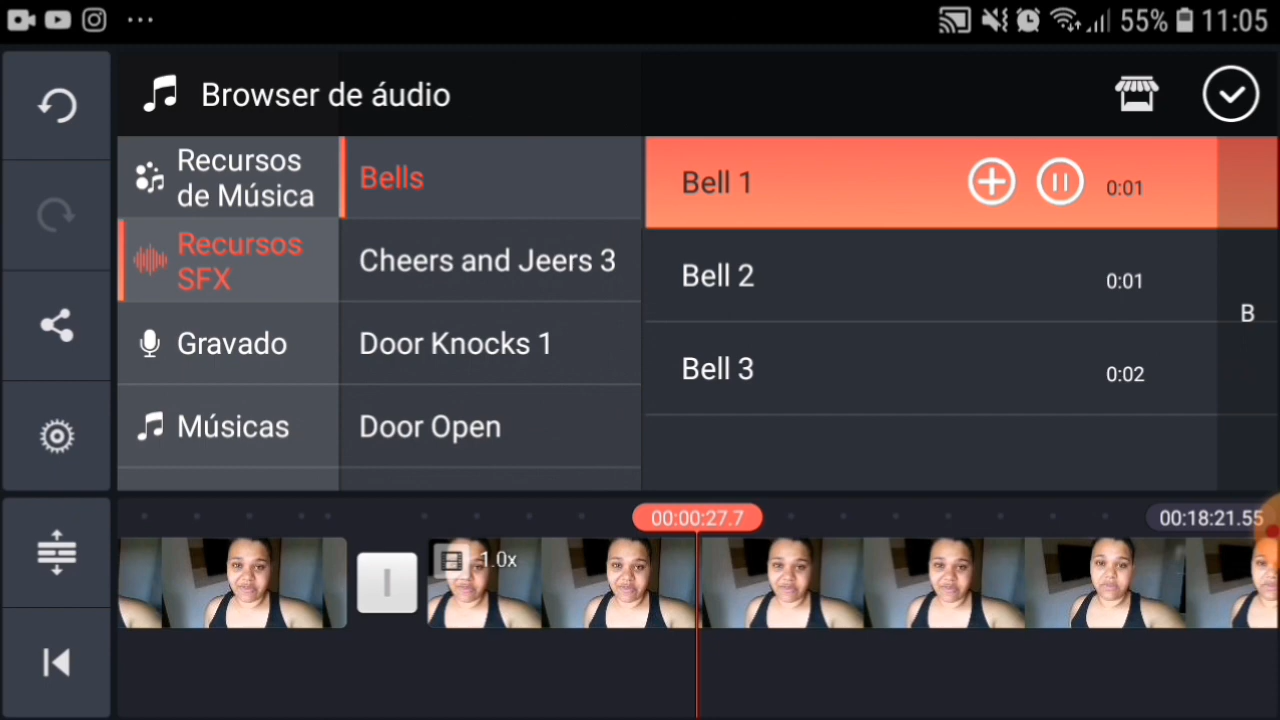 55% 11:05
Browser de áudio
Recursos
de Música
Recursos
SFX
Gravado
Músicas
Bells
Cheers and Jeers 3
Door Knocks 1
Door Open
Bell 1 0:01
Bell 2 0:01
Bell 3 0:02
B
00:00:27.7
00:18:21.55
1.0x